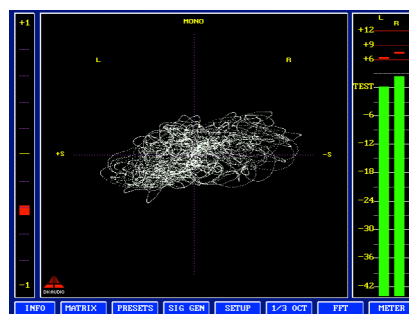 +1
-1
MONO
L
R
+S
-S
DK-AUDIO
L R
+12
+9
+6
TEST
-6
-12
-18
-24
-30
-36
-42
INFO MATRIX PRESETS SIG GEN SETUP 1/3 OCT FFT METER